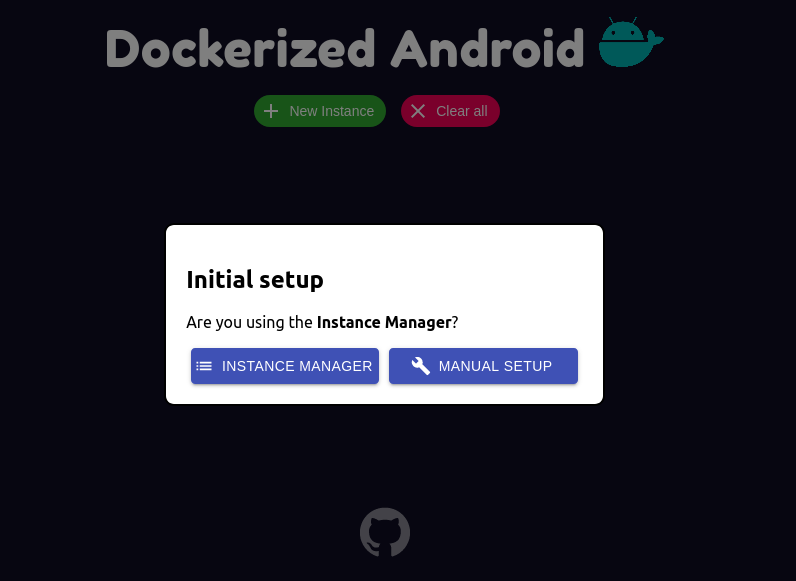 Dockerized Android
New Instance
Clear all
Initial setup
Are you using the Instance Manager?
INSTANCE MANAGER
MANUAL SETUP